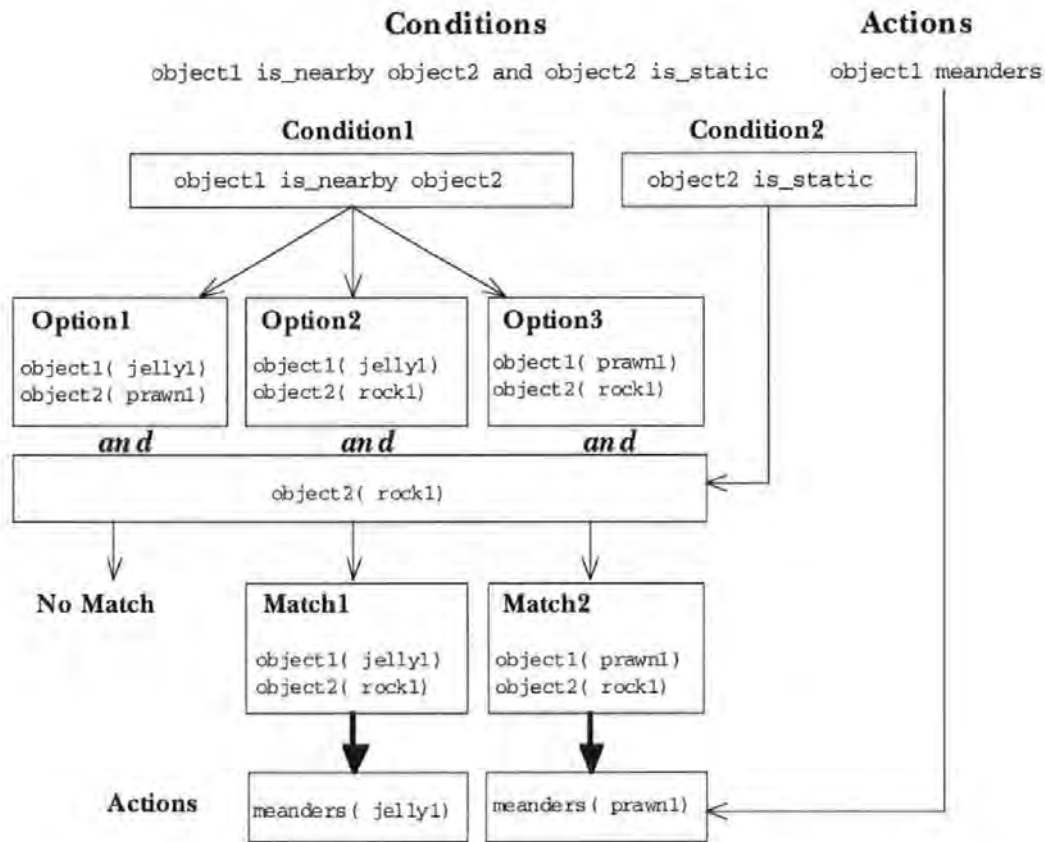 Conditions Actions
object1 is_nearby object2 and object2 is_static object1 meanders
Condition1 Condition2
object1 is_nearby object2 object2 is_static
Option1 Option2 Option3
object1( jelly1) object1( jelly1) object1( prawn1)
object2( prawn1) object2( rock1) object2( rock1)
and and and
object2( rock1)
No Match Match1 Match2
object1( jelly1) object1( prawn1)
object2( rock1) object2( rock1)
Actions meanders( jelly1) meanders( prawn1)